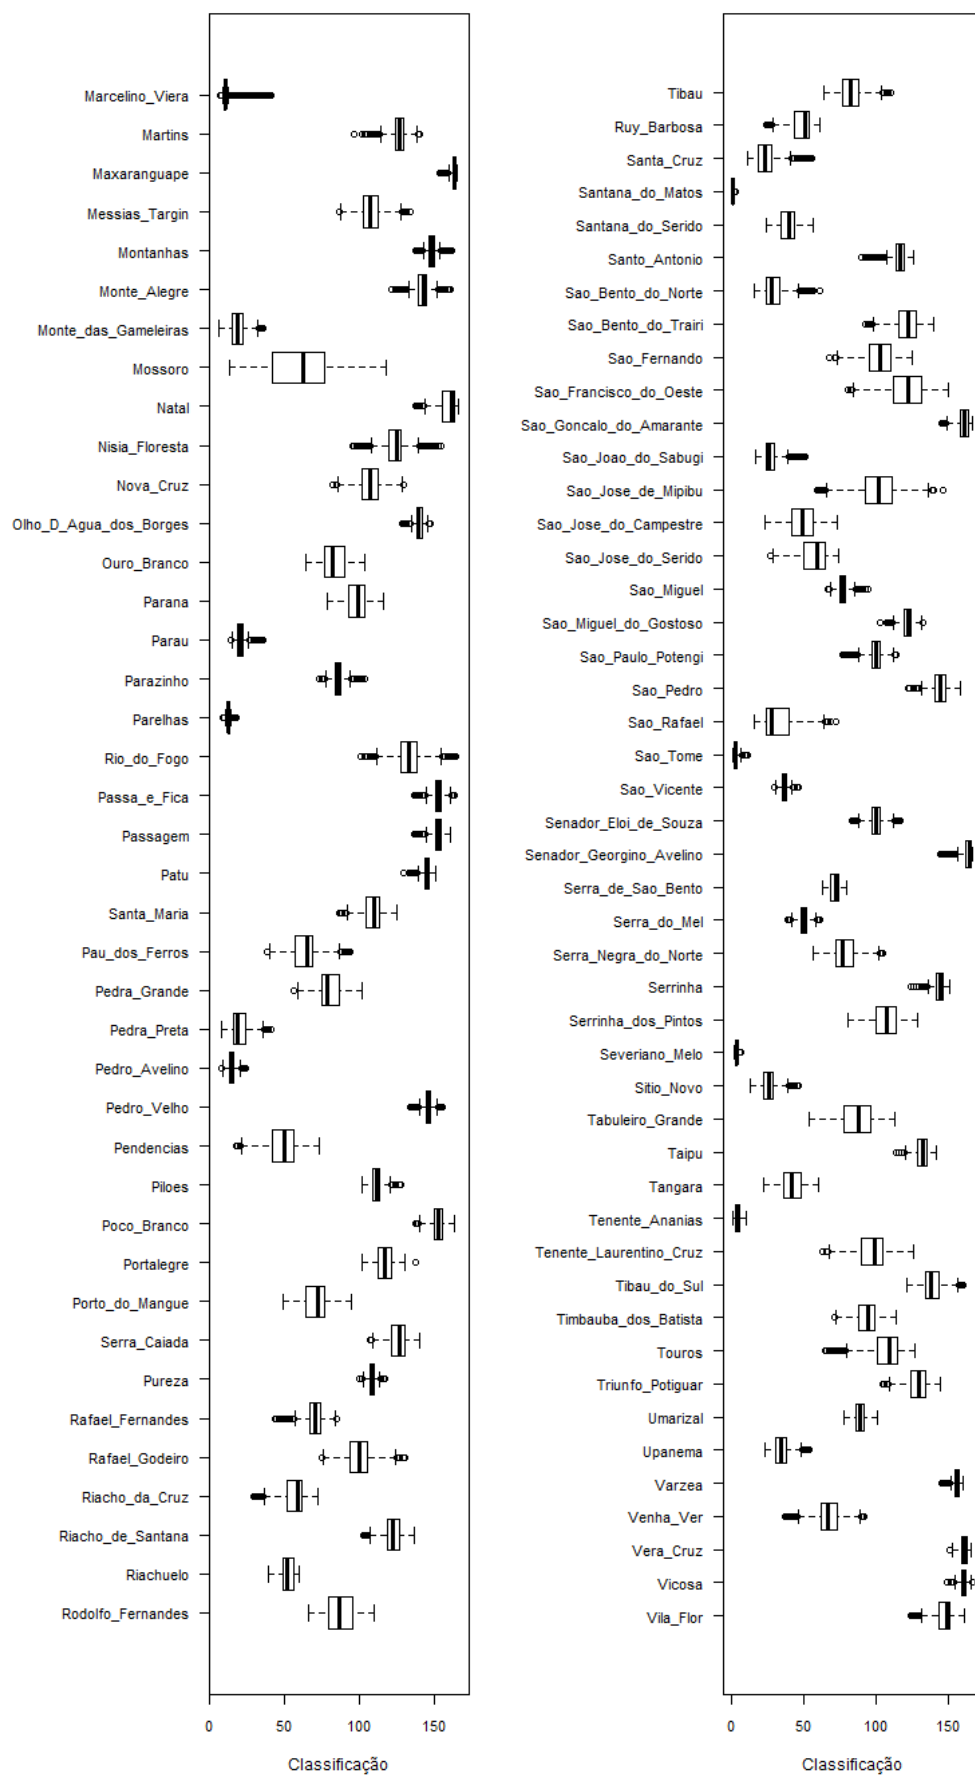 Marcelino_Viera
Martins
Maxaranguape
Messias_Targin
Montanhas
Monte_Alegre
Monte_das_Gameleiras
Mossoro
Natal
Nisia_Floresta
Nova_Cruz
Olho_D_Agua_dos_Borges
Ouro_Branco
Parana
Parau
Parazinho
Parelhas
Rio_do_Fogo
Passa_e_Fica
Passagem
Patu
Santa_Maria
Pau_dos_Ferros
Pedra_Grande
Pedra_Preta
Pedro_Avelino
Pedro_Velho
Pendencias
Piloes
Poco_Branco
Portalegre
Porto_do_Mangue
Serra_Caiada
Pureza
Rafael_Fernandes
Rafael_Godeiro
Riacho_da_Cruz
Riacho_de_Santana
Riachuelo
Rodolfo_Fernandes
0 50 100 150
Classificação
Tibau
Ruy_Barbosa
Santa_Cruz
Santana_do_Matos
Santana_do_Serido
Santo_Antonio
Sao_Bento_do_Norte
Sao_Bento_do_Trairi
Sao_Fernando
Sao_Francisco_do_Oeste
Sao_Goncalo_do_Amarante
Sao_Joao_do_Sabugi
Sao_Jose_de_Mipibu
Sao_Jose_do_Campestre
Sao_Jose_do_Serido
Sao_Miguel
Sao_Miguel_do_Gostoso
Sao_Paulo_Potengi
Sao_Pedro
Sao_Rafael
Sao_Tome
Sao_Vicente
Senador_Eloi_de_Souza
Senador_Georgino_Avelino
Serra_de_Sao_Bento
Serra_do_Mel
Serra_Negra_do_Norte
Serrinha
Serrinha_dos_Pintos
Severiano_Melo
Sitio_Novo
Tabuleiro_Grande
Taipu
Tangara
Tenente_Ananias
Tenente_Laurentino_Cruz
Tibau_do_Sul
Timbauba_dos_Batista
Touros
Triunfo_Potiguar
Umarizal
Upanema
Varzea
Venha_Ver
Vera_Cruz
Vicosa
Vila_Flor
0 50 100 150
Classificação